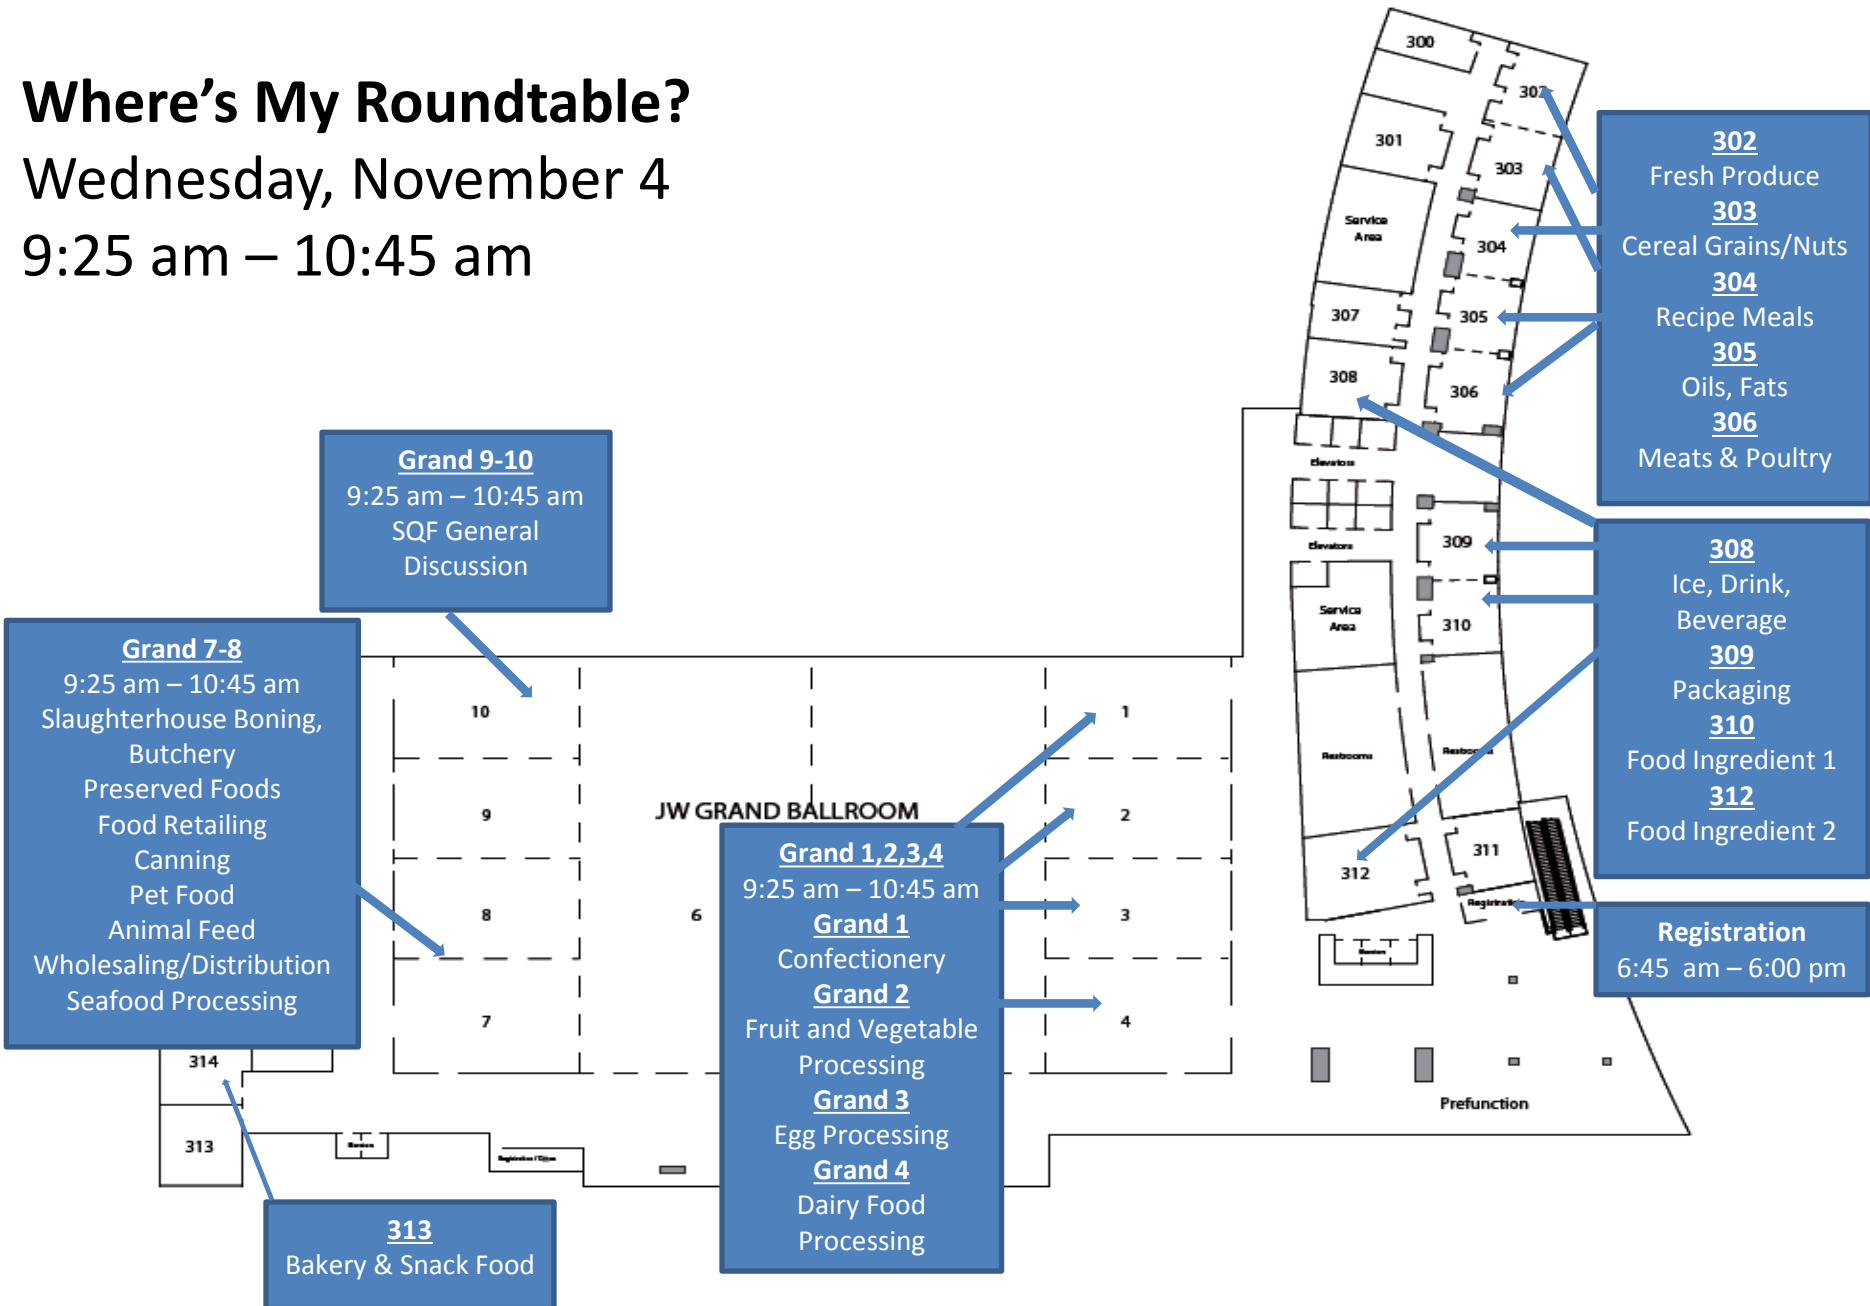 Where's My Roundtable?
Wednesday, November 4
9:25 am – 10:45 am
300
301
302
303
Service
Area
304
307
305
308
306
Elevators
Elevators
309
Service
Area
310
Restrooms
Restrooms
312
311
Registration
Prefunction
302
Fresh Produce
303
Cereal Grains/Nuts
304
Recipe Meals
305
Oils, Fats
306
Meats & Poultry
308
Ice, Drink,
Beverage
309
Packaging
310
Food Ingredient 1
312
Food Ingredient 2
Registration
6:45  am – 6:00 pm
Grand 9-10
9:25 am – 10:45 am
SQF General
Discussion
Grand 7-8
9:25 am – 10:45 am
Slaughterhouse Boning,
Butchery
Preserved Foods
Food Retailing
Canning
Pet Food
Animal Feed
Wholesaling/Distribution
Seafood Processing
10
9
8
7
JW GRAND BALLROOM
6
1
2
3
4
Grand 1,2,3,4
9:25 am – 10:45 am
Grand 1
Confectionery
Grand 2
Fruit and Vegetable
Processing
Grand 3
Egg Processing
Grand 4
Dairy Food
Processing
314
313
313
Bakery & Snack Food